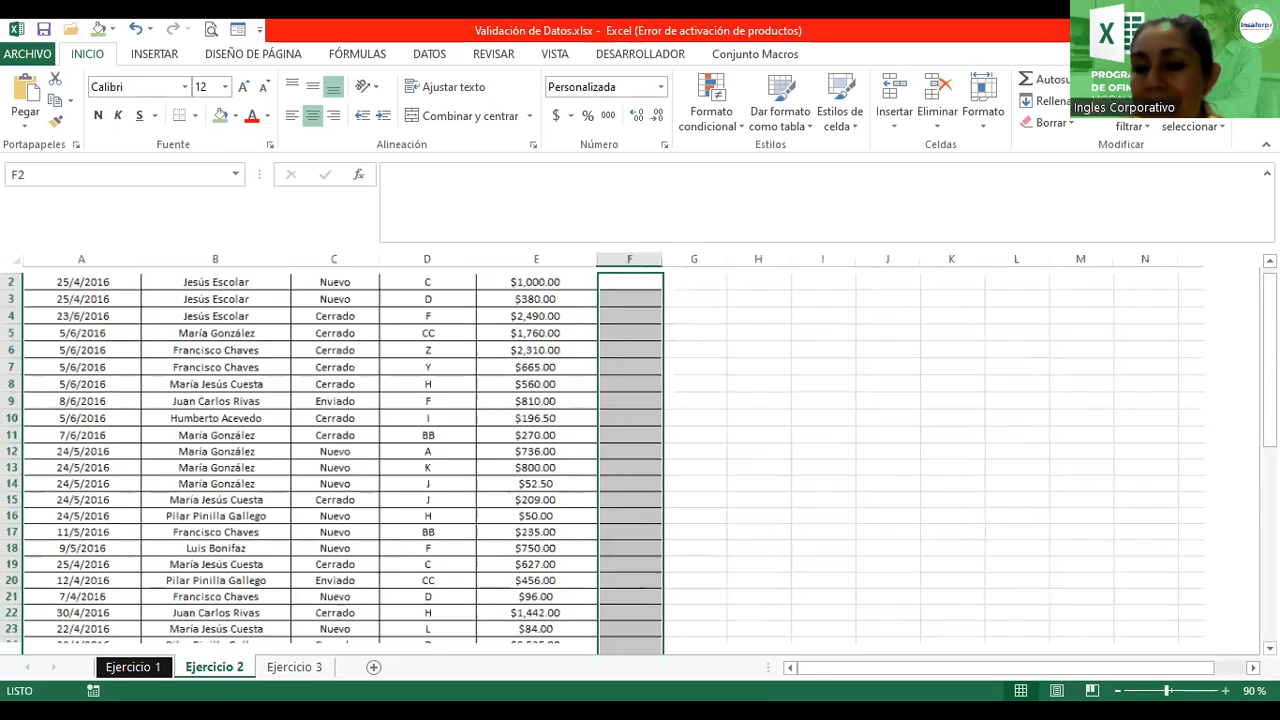 Validación de Datos.xlsx - Excel (Error de activación de productos)
ARCHIVO INICIO INSERTAR DISEÑO DE PÁGINA FÓRMULAS DATOS REVISAR VISTA DESARROLLADOR Conjunto Macros
Insaforp
PROGRA
DE OFIM
Ingles Corporativo
Calibri 12 Ajustar texto Personalizada Autosu
Pegar Formato condicional Dar formato como tabla Estilos de celda Insertar Eliminar Formato Rellena
N K S Combinar y centrar $ % 000 Borrar filtrar seleccionar
Portapapeles Fuente Alineación Número Estilos Celdas Modificar
F2 fx
A B C D E F G H I J K L M N
2 25/4/2016 Jesús Escolar Nuevo C $1,000.00
3 25/4/2016 Jesús Escolar Nuevo D $380.00
4 23/6/2016 Jesús Escolar Cerrado F $2,490.00
5 5/6/2016 María González Cerrado CC $1,760.00
6 5/6/2016 Francisco Chaves Cerrado Z $2,310.00
7 5/6/2016 Francisco Chaves Cerrado Y $665.00
8 5/6/2016 María Jesús Cuesta Cerrado H $560.00
9 8/6/2016 Juan Carlos Rivas Enviado F $810.00
10 5/6/2016 Humberto Acevedo Cerrado I $196.50
11 7/6/2016 María González Cerrado BB $270.00
12 24/5/2016 María González Nuevo A $736.00
13 24/5/2016 María González Nuevo K $800.00
14 24/5/2016 María González Nuevo J $52.50
15 24/5/2016 María Jesús Cuesta Cerrado J $209.00
16 24/5/2016 Pilar Pinilla Gallego Nuevo H $50.00
17 11/5/2016 Francisco Chaves Nuevo BB $235.00
18 9/5/2016 Luis Bonifaz Nuevo F $750.00
19 25/4/2016 María Jesús Cuesta Cerrado C $627.00
20 12/4/2016 Pilar Pinilla Gallego Enviado CC $456.00
21 7/4/2016 Francisco Chaves Nuevo D $96.00
22 30/4/2016 Juan Carlos Rivas Cerrado H $1,442.00
23 22/4/2016 María Jesús Cuesta Nuevo L $84.00
Ejercicio 1 Ejercicio 2 Ejercicio 3
LISTO 90 %